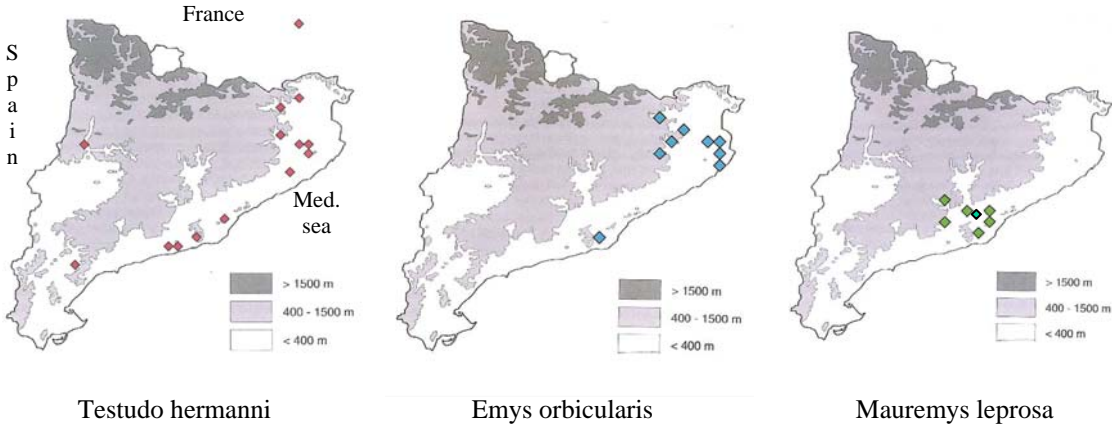 France
Spain
Med.
sea
> 1500 m
400 - 1500 m
< 400 m
> 1500 m
400 - 1500 m
< 400 m
> 1500 m
400 - 1500 m
< 400 m
Testudo hermanni
Emys orbicularis
Mauremys leprosa